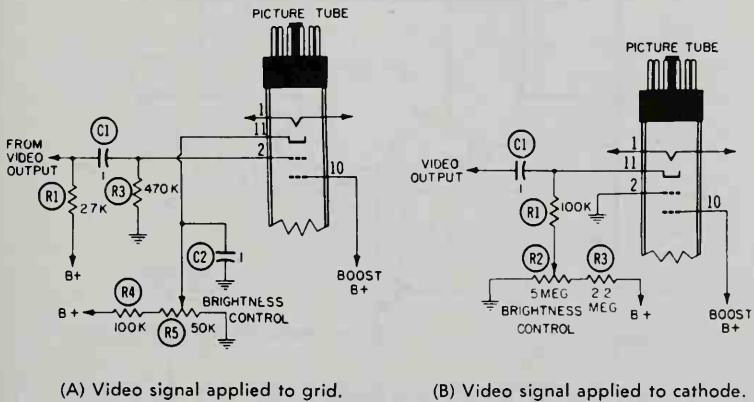 PICTURE TUBE
1
11
2
10
C1
1
FROM
VIDEO
OUTPUT
R1
27K
R3
470K
B+
C2
1
BOOST
B+
BRIGHTNESS
CONTROL
R4
B+
100K
R5
50K
(A) Video signal applied to grid.
PICTURE TUBE
1
11
2
10
C1
1
VIDEO
OUTPUT
R1
100K
R2
R3
5 MEG
2.2
MEG
BRIGHTNESS
CONTROL
B+
BOOST
B+
(B) Video signal applied to cathode.